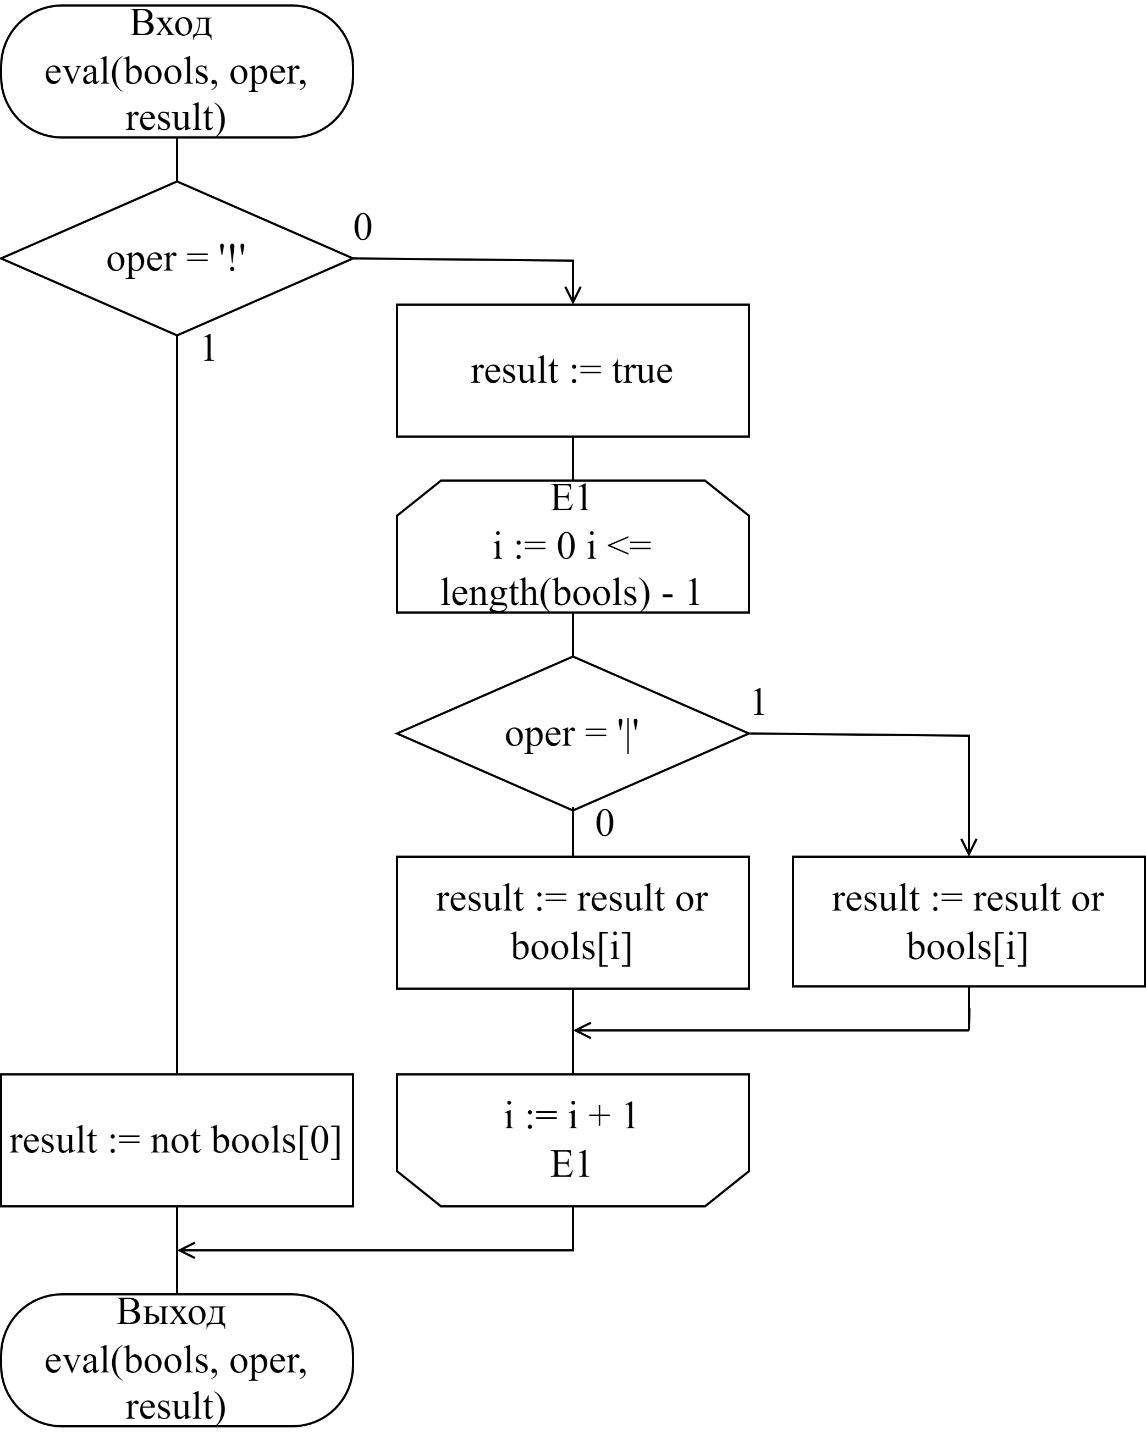 Вход
eval(bools, oper,
result)
oper = '!'
0
1
result := true
E1
i := 0 i <=
length(bools) - 1
oper = '|'
1
0
result := result or
bools[i]
result := result or
bools[i]
result := not bools[0]
i := i + 1
E1
Выход
eval(bools, oper,
result)